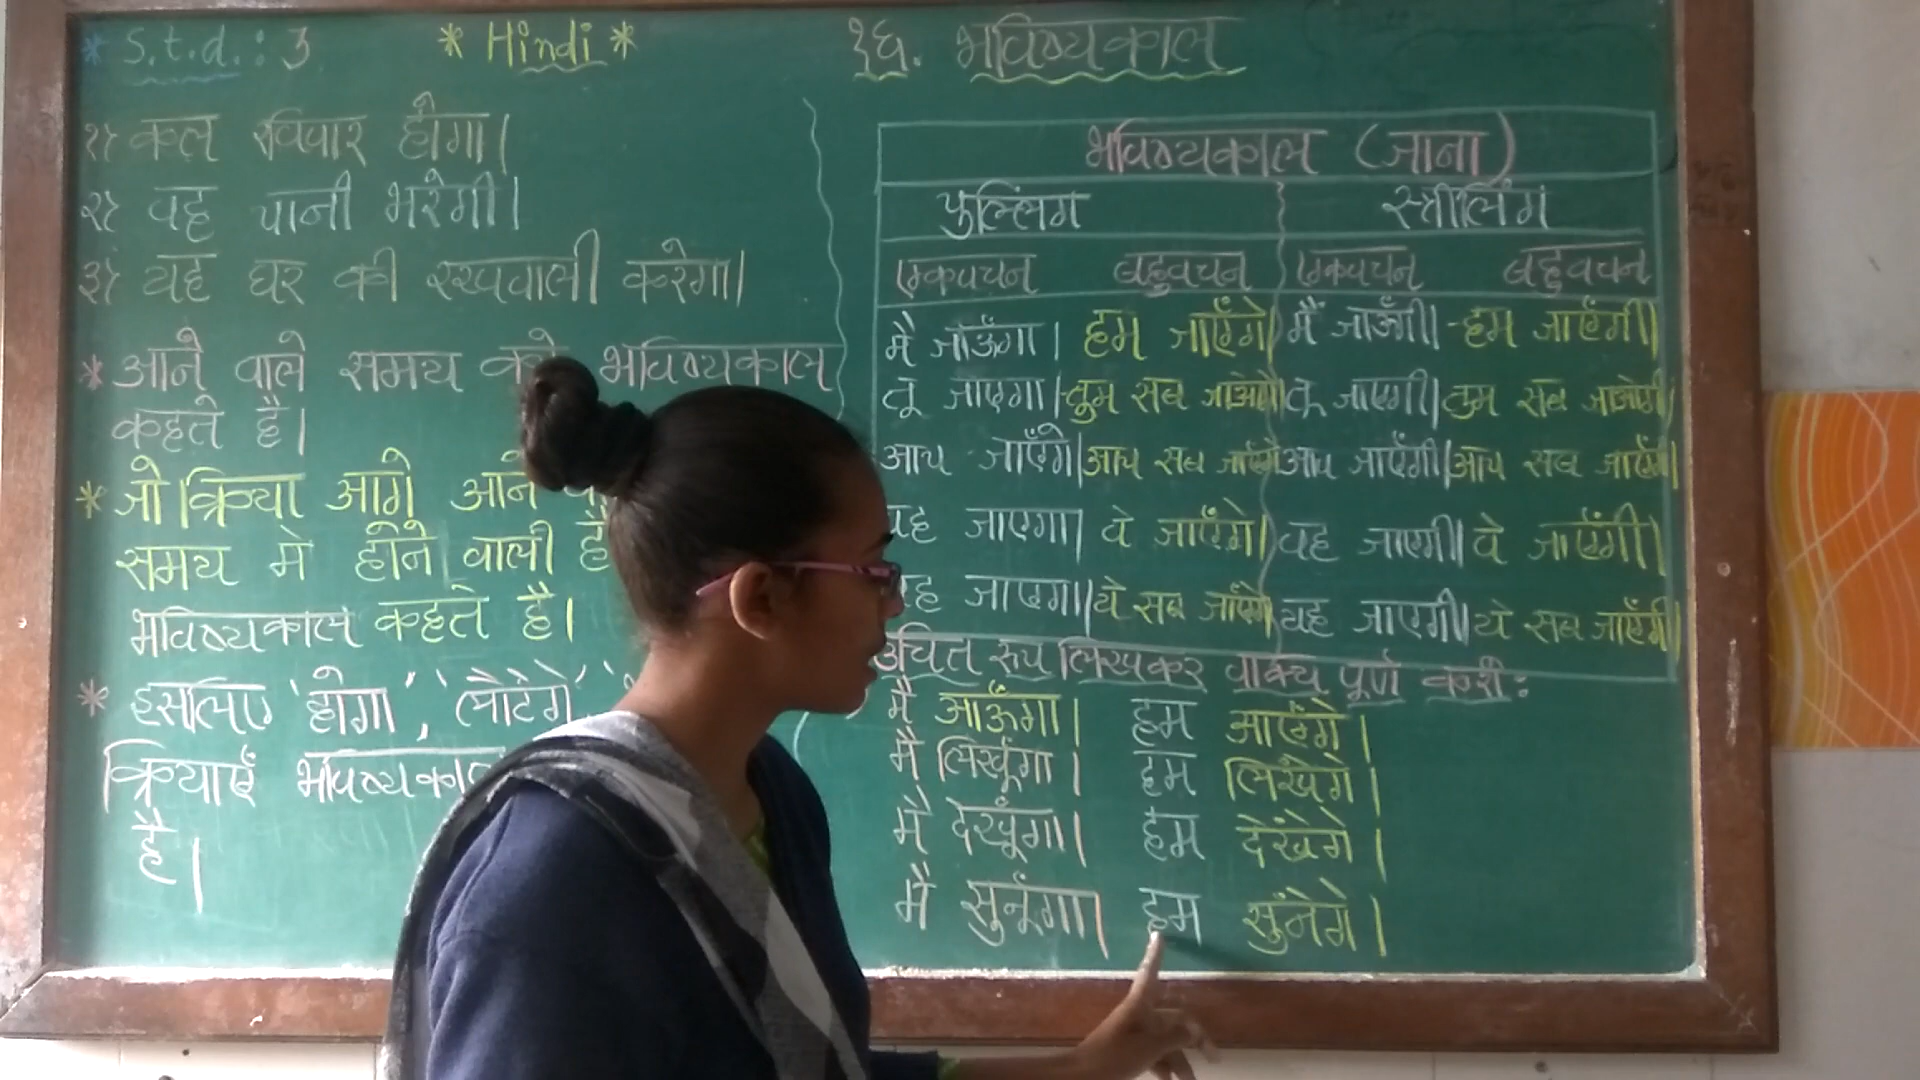 * S.t.d.: 3
* Hindi *
१६. भविष्यकाल
१) कल रविवार होगा।
२) वह पानी भरेगी।
३) यह घर की रखवाली करेगा।
* आने वाले समय को भविष्यकाल
कहते है।
* जो क्रिया आगे आने
समय मे होने वाली है
भविष्यकाल कहते है।
* इसलिए 'होगा', 'लौटेंगे'
क्रियाएँ भविष्यकाल
है।
भविष्यकाल (जाना)
पुल्लिंग स्त्रीलिंग
एकवचन बहुवचन एकवचन बहुवचन
मै जाऊँगा। हम जाएँगे। मैं जाऊँगी। हम जाएँगी।
तू जाएगा। तुम सब जाओगे। तू जाएगी। तुम सब जाओगी।
आप जाएँगे। आप सब जाएँगे। आप जाएँगी। आप सब जाएँगी।
वह जाएगा। वे जाएँगे। वह जाएगी। वे जाएँगी।
यह जाएगा। ये सब जाएँगे। यह जाएगी। ये सब जाएँगी।
उचित रूप लिखकर वाक्य पूर्ण करो:
मै आऊँगा। हम आएँगे।
मै लिखूंगा। हम लिखेंगे।
मै देखूंगा। हम देखेंगे।
मै सुनूंगा। हम सुनेंगे।